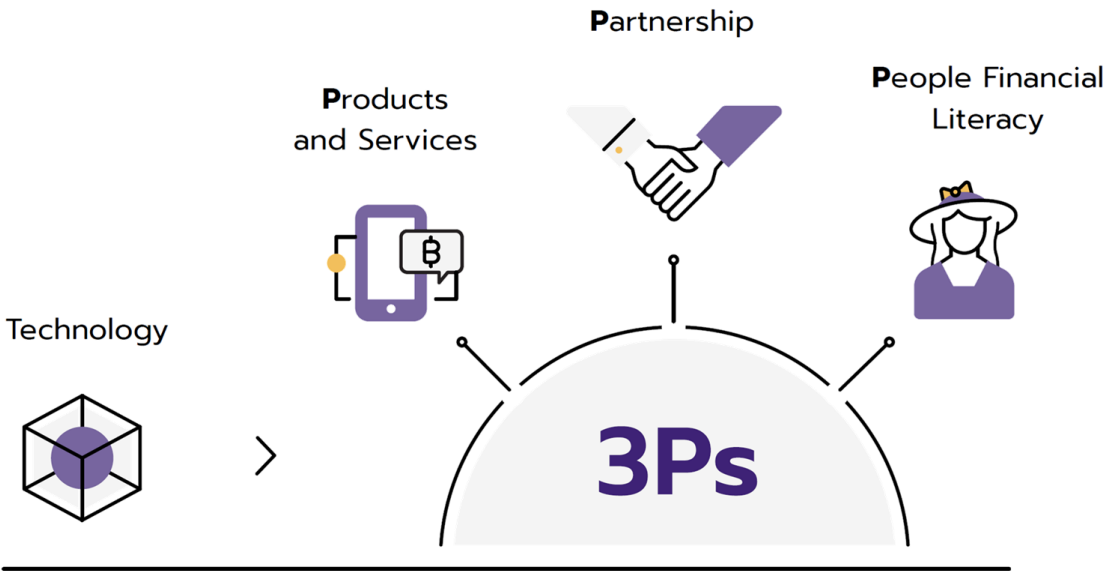 Partnership
Products
and Services
People Financial
Literacy
Technology
฿
3Ps